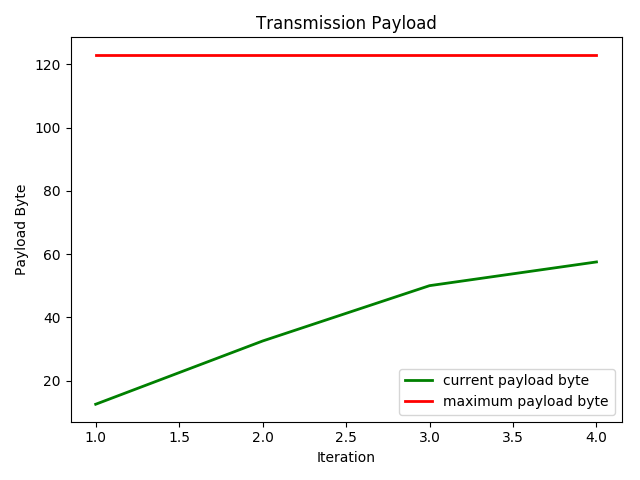 Transmission Payload
Payload Byte
120
100
80
60
40
20
current payload byte
maximum payload byte
1.0 1.5 2.0 2.5 3.0 3.5 4.0
Iteration